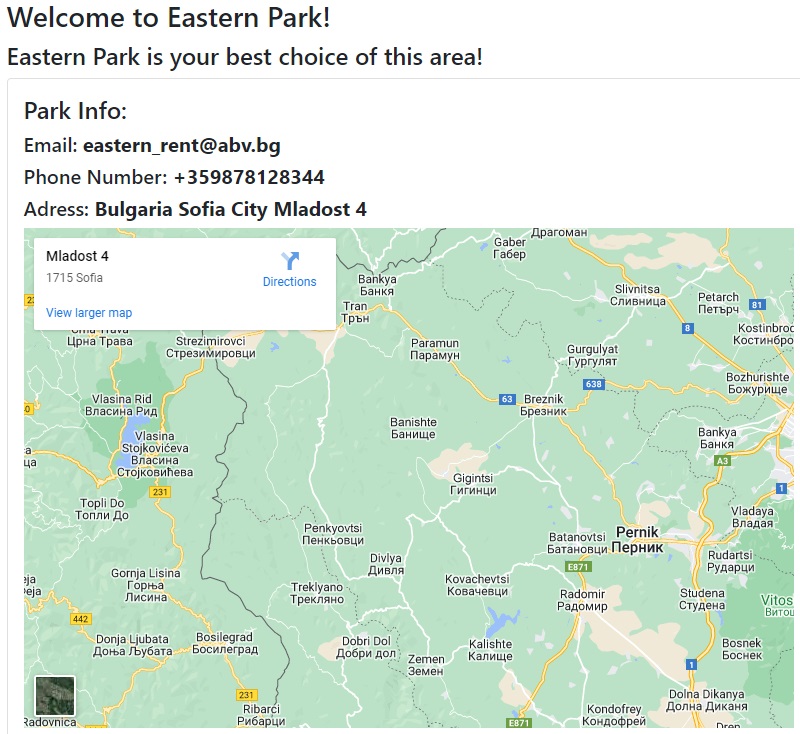 Welcome to Eastern Park!
Eastern Park is your best choice of this area!
Park Info:
Email: eastern_rent@abv.bg
Phone Number: +359878128344
Adress: Bulgaria Sofia City Mladost 4
Mladost 4
1715 Sofia
Directions
View larger map
Драгоман
Gaber
Габер
Bankya
Банкя
Slivnitsa
Сливница
Petarch
Петърч
81
Tran
Трън
8
Kostinbro
Костинбро
Црна Трава
Strezimirovci
Стрезимировци
Paramun
Парамун
Gurgulyat
Гургулят
638
Bozhurishte
Божурище
Vlasina Rid
Власина Рид
63
Breznik
Брезник
Banishte
Банище
Bankya
Банкя
A3
Vlasina
Stojkovićeva
Власина
Стојковићева
Gigintsi
Гигинци
231
1
Topli Do
Топли До
Vladaya
Владая
Penkyovtsi
Пенкьовци
Batanovtsi
Батановци
Pernik
Перник
Divlya
Дивля
E871
Rudartsi
Рударци
Gornja Lisina
Горња
Лисина
Treklyano
Трекляно
Kovachevtsi
Ковачевци
Radomir
Радомир
Studena
Студена
Vitos
Витош
442
Donja Ljubata
Доња Љубата
Bosilegrad
Босилеград
Dobri Dol
Добри дол
Kalishte
Калище
Bosnek
Боснек
Zemen
Земен
1
231
Dolna Dikanya
Долна Диканя
Ribarci
Рибарци
Radovnica
E871
Kondofrey
Кондофрей
Dren